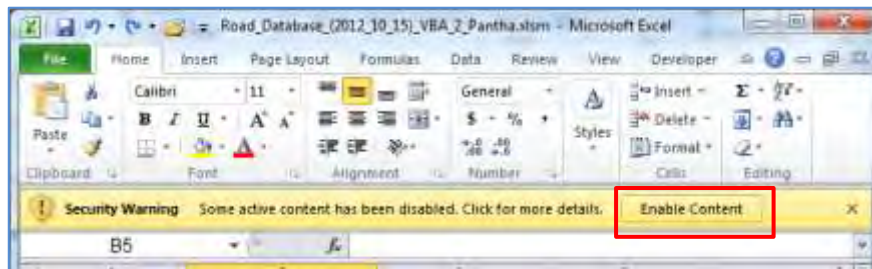 Road_Database_(2012_10_15)_VBA_2_Pantha.xlsm - Microsoft Excel
File Home Insert Page Layout Formulas Data Review View Developer
Calibri 11 General Insert
Paste B I U A A $ % , Styles Delete
A Format
Clipboard Font Alignment Number Cells Editing
Security Warning Some active content has been disabled. Click for more details. Enable Content
B5 fx